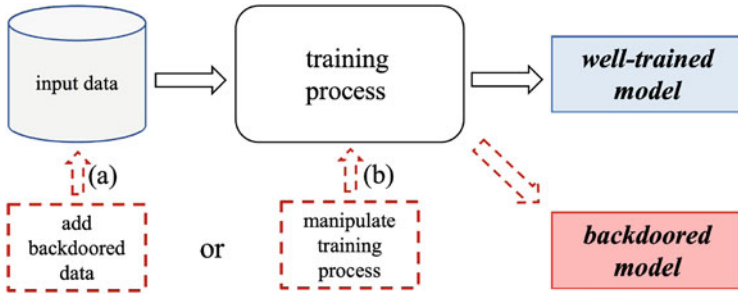 input data
training
process
well-trained
model
(a)
(b)
add
backdoored
data
or
manipulate
training
process
backdoored
model